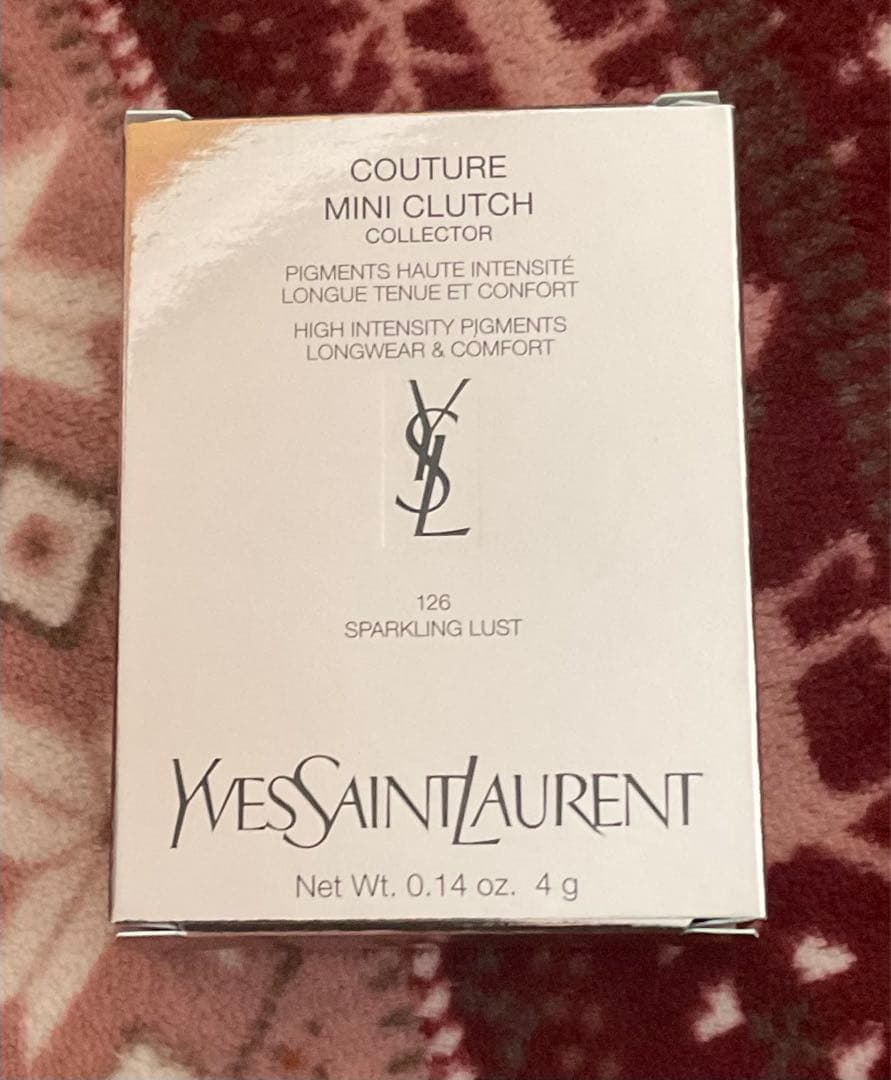 COUTURE
MINI CLUTCH
COLLECTOR
PIGMENTS HAUTE INTENSITÉ
LONGUE TENUE ET CONFORT
HIGH INTENSITY PIGMENTS
LONGWEAR & COMFORT
YSL
126
SPARKLING LUST
YVESSAINTLAURENT
Net Wt. 0.14 oz. 4 g